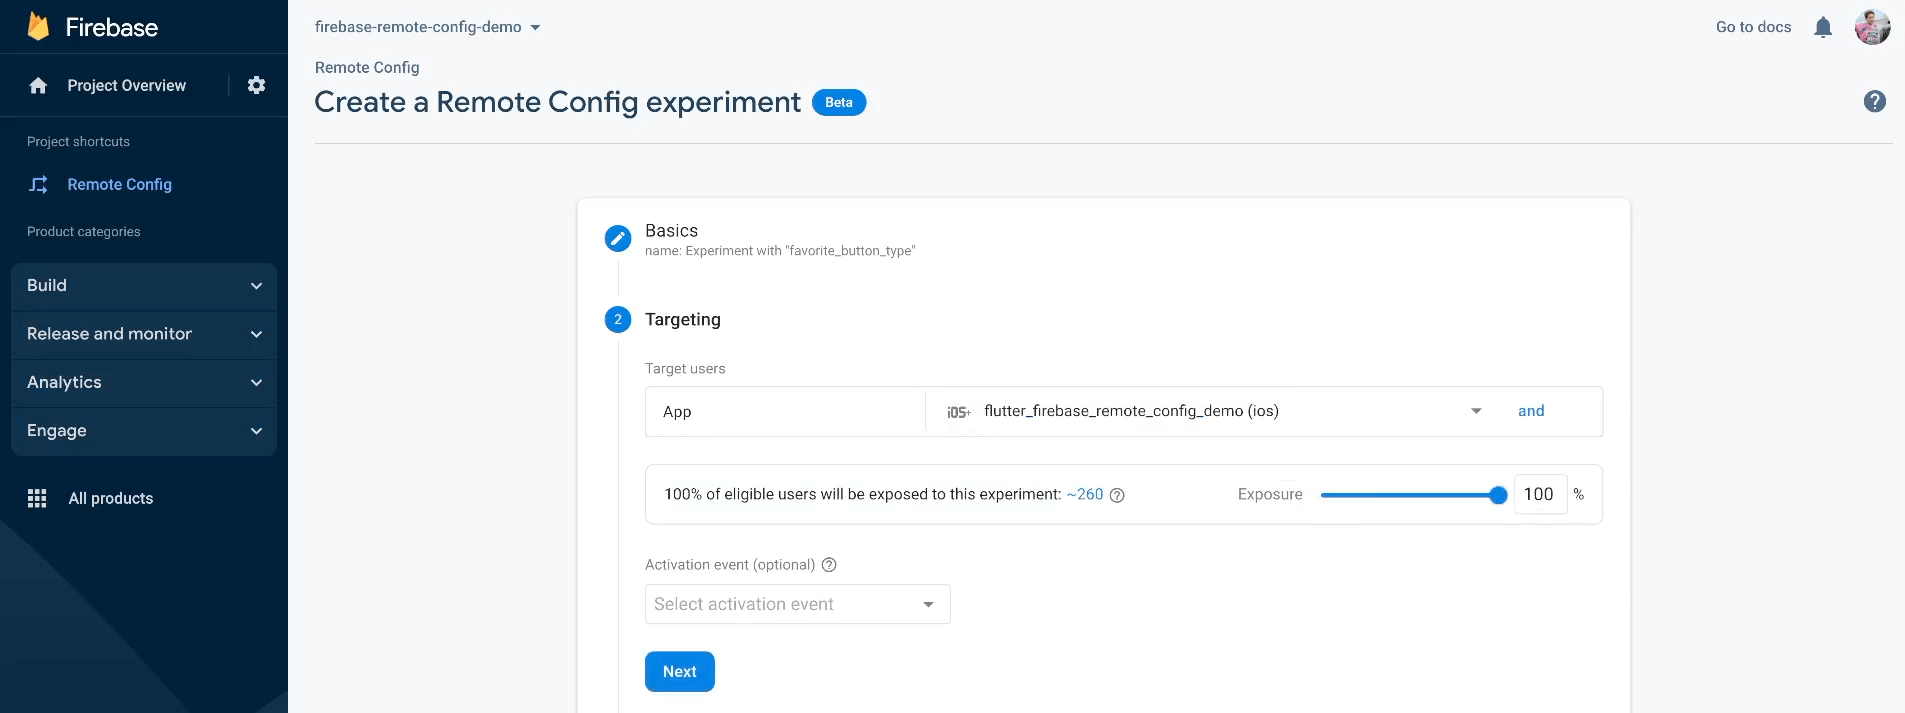 Firebase
Project Overview
Project shortcuts
Remote Config
Product categories
Build
Release and monitor
Analytics
Engage
All products
firebase-remote-config-demo
Go to docs
Remote Config
Create a Remote Config experiment Beta
?
Basics
name: Experiment with "favorite_button_type"
2 Targeting
Target users
App iOS+ flutter_firebase_remote_config_demo (ios) and
100% of eligible users will be exposed to this experiment: ~260 ? Exposure 100 %
Activation event (optional) ?
Select activation event
Next